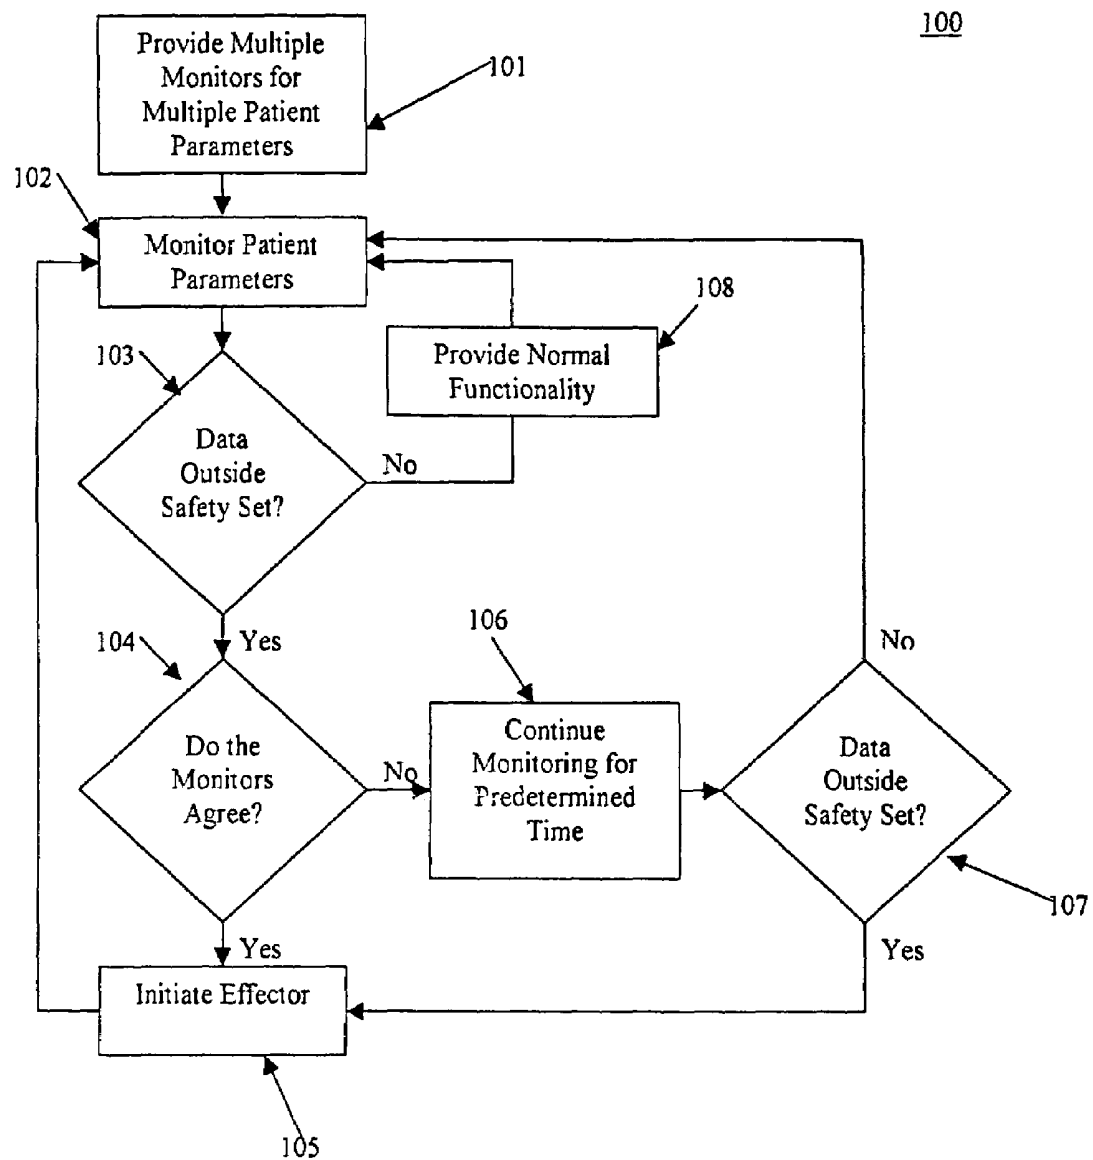 100
Provide Multiple
Monitors for
Multiple Patient
Parameters
101
102
Monitor Patient
Parameters
108
Provide Normal
Functionality
103
Data
Outside
Safety Set?
No
Yes
104
106
No
Do the
Monitors
Agree?
No
Continue
Monitoring for
Predetermined
Time
Data
Outside
Safety Set?
107
Yes
Yes
Initiate Effector
105